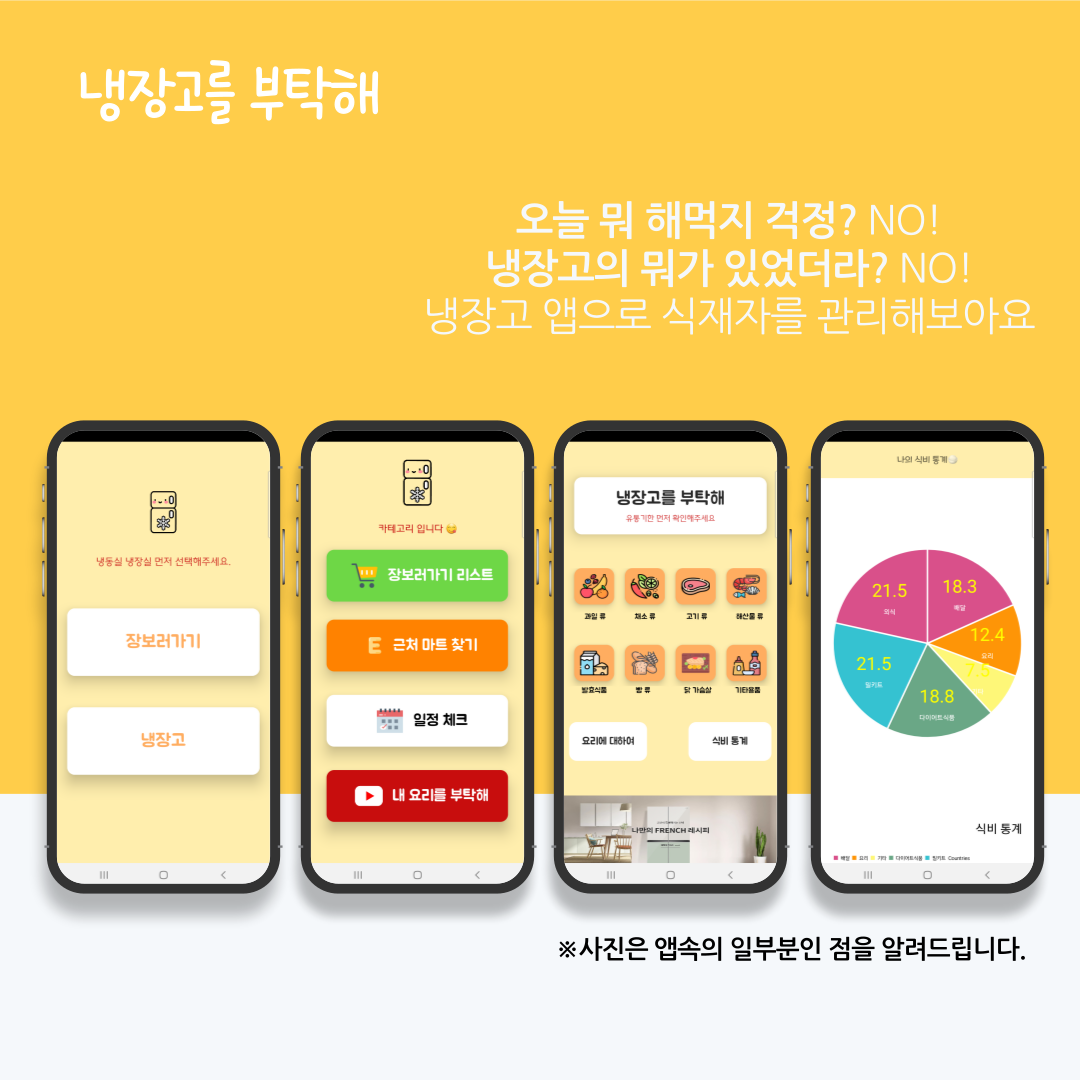 냉장고를 부탁해
오늘 뭐 해먹지 걱정? NO!
냉장고의 뭐가 있었더라? NO!
냉장고 앱으로 식재자를 관리해보아요
냉동실 냉장실 먼저 선택해주세요.
장보러가기
냉장고
카테고리 입니다 😋
장보러가기 리스트
E 근처 마트 찾기
일정 체크
내 요리를 부탁해
냉장고를 부탁해
유통기한 먼저 확인해주세요
과일 류 채소 류 고기 류 해산물 류
발효식품 빵 류 닭 가슴살 기타용품
요리에 대하여 식비 통계
나만의 FRENCH 레시피
나의 식비 통계
21.5 18.3
외식 배달
12.4
요리
7.5
21.5
밀키트
18.8
다이어트식품
식비 통계
배달 요리 기타 다이어트식품 밀키트 Countries
※사진은 앱속의 일부분인 점을 알려드립니다.